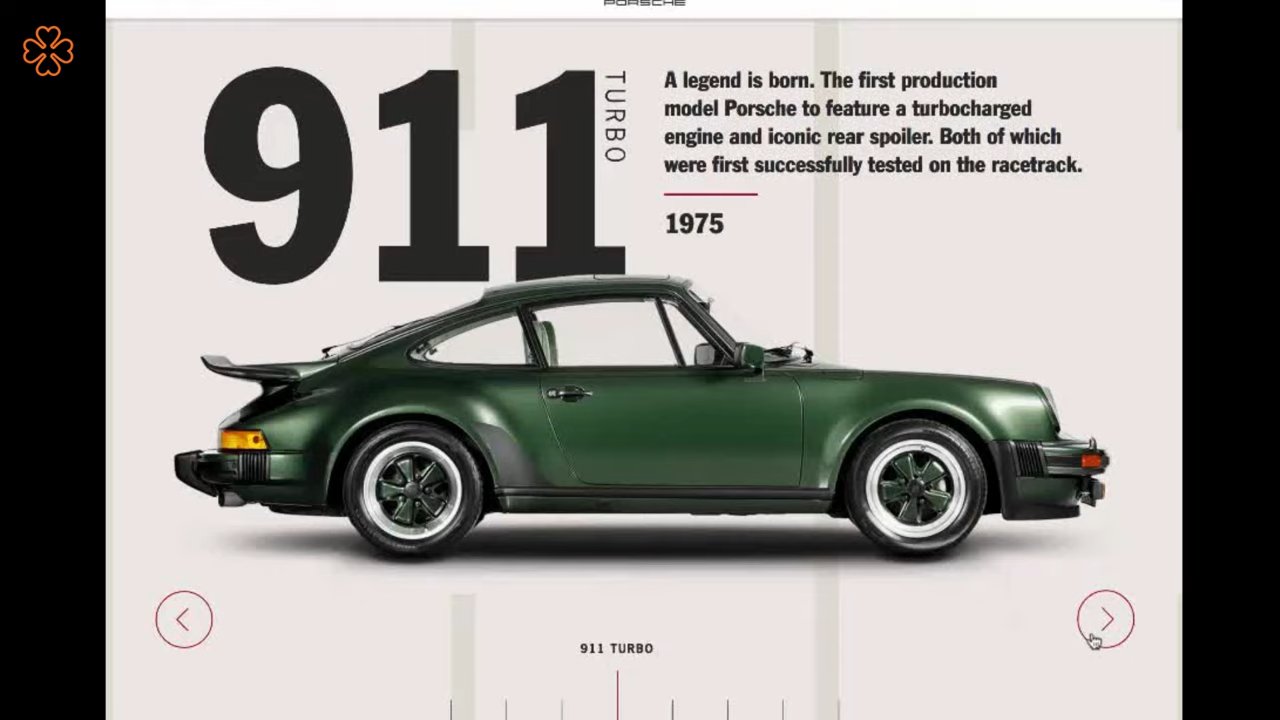 PORSCHE
911
TURBO
A legend is born. The first production
model Porsche to feature a turbocharged
engine and iconic rear spoiler. Both of which
were first successfully tested on the racetrack.
1975
911 TURBO